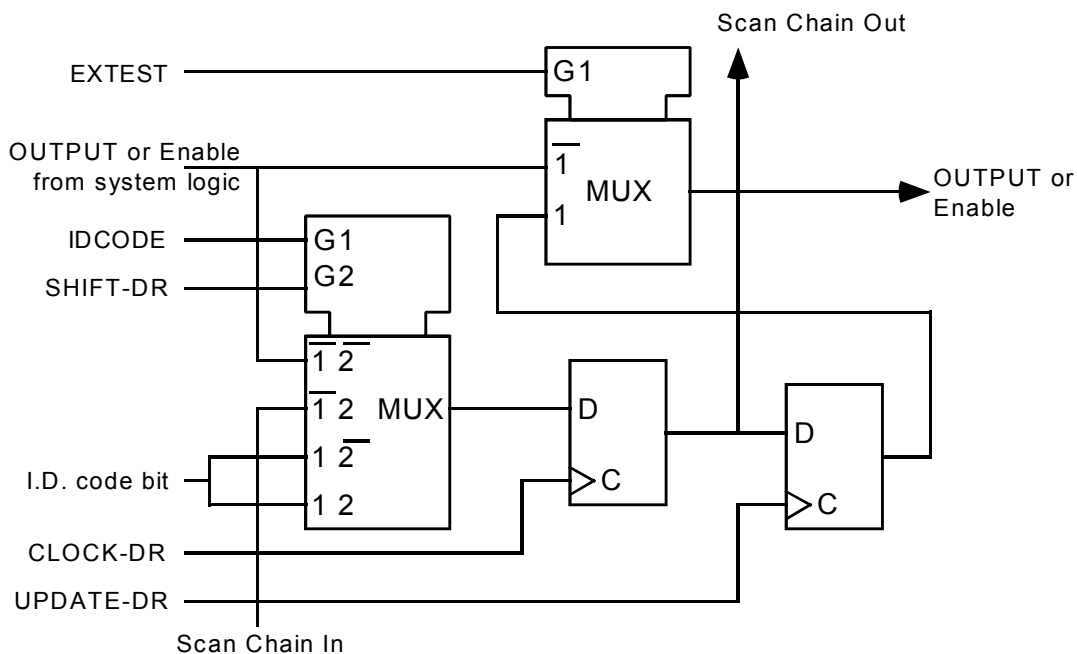 Scan Chain Out
EXTEST
G1
OUTPUT or Enable
from system logic
1
MUX
1
OUTPUT or
Enable
IDCODE
G1
SHIFT-DR
G2
1 2
1 2 MUX
D
D
I.D. code bit
1 2
1 2
C
C
CLOCK-DR
UPDATE-DR
Scan Chain In